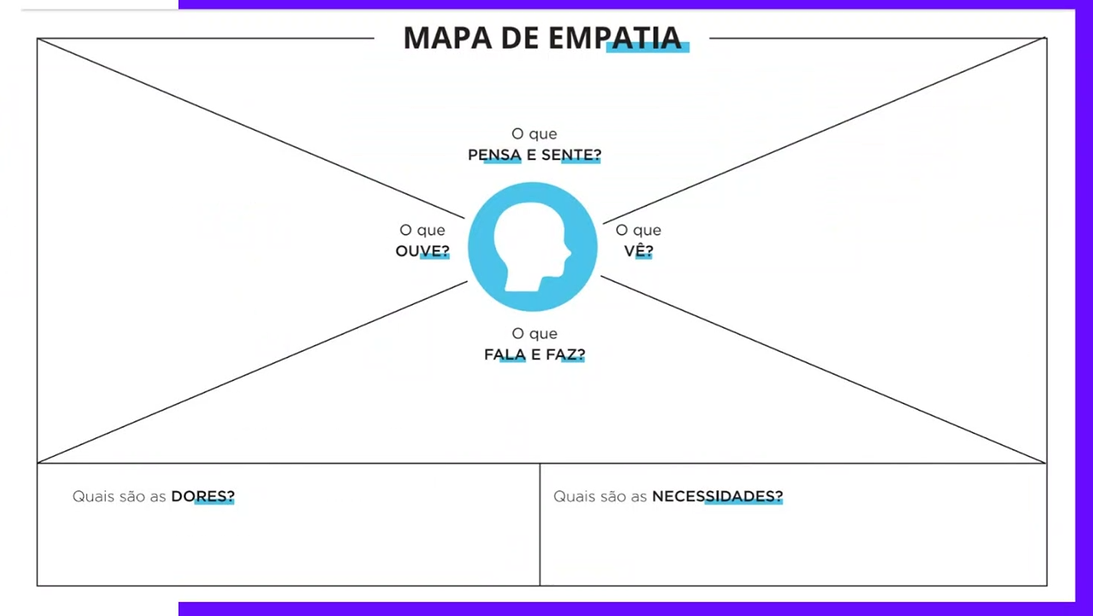 MAPA DE EMPATIA
O que
PENSA E SENTE?
O que
OUVE?
O que
VÊ?
O que
FALA E FAZ?
Quais são as DORES?
Quais são as NECESSIDADES?